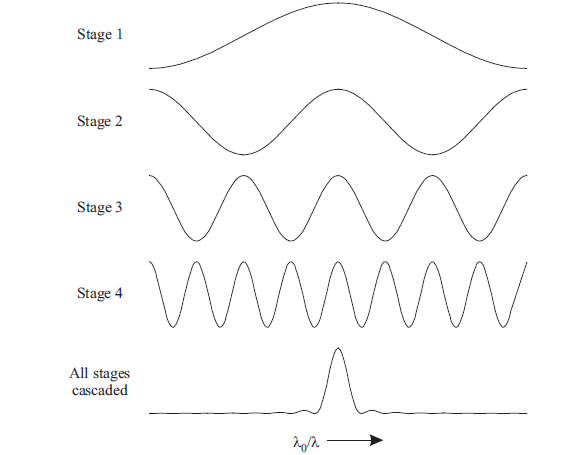 Stage 1
Stage 2
Stage 3
Stage 4
All stages
cascaded
λ₀/λ